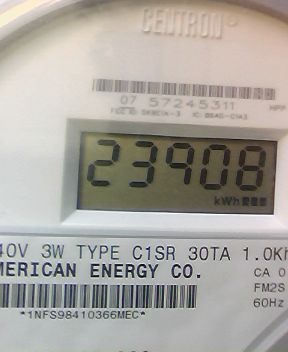 CENTRON
07 57245311
23908
kWh
40V 3W TYPE C1SR 30TA 1.0Kh
MERICAN ENERGY CO.
CA 0
FM2S
60Hz
*1NFS98410366MEC*